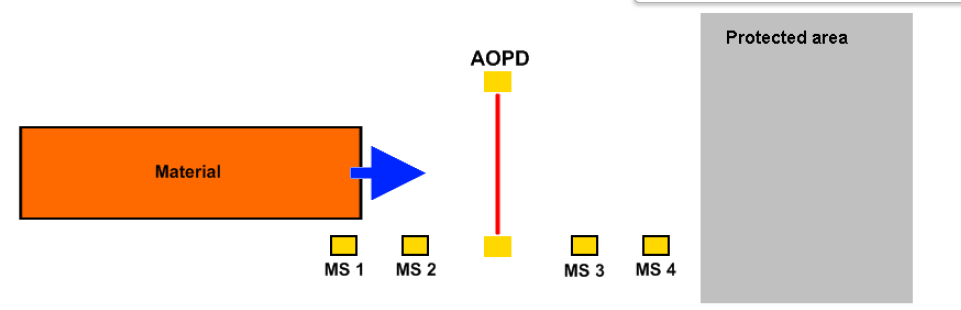 Protected area
AOPD
Material
MS 1
MS 2
MS 3
MS 4